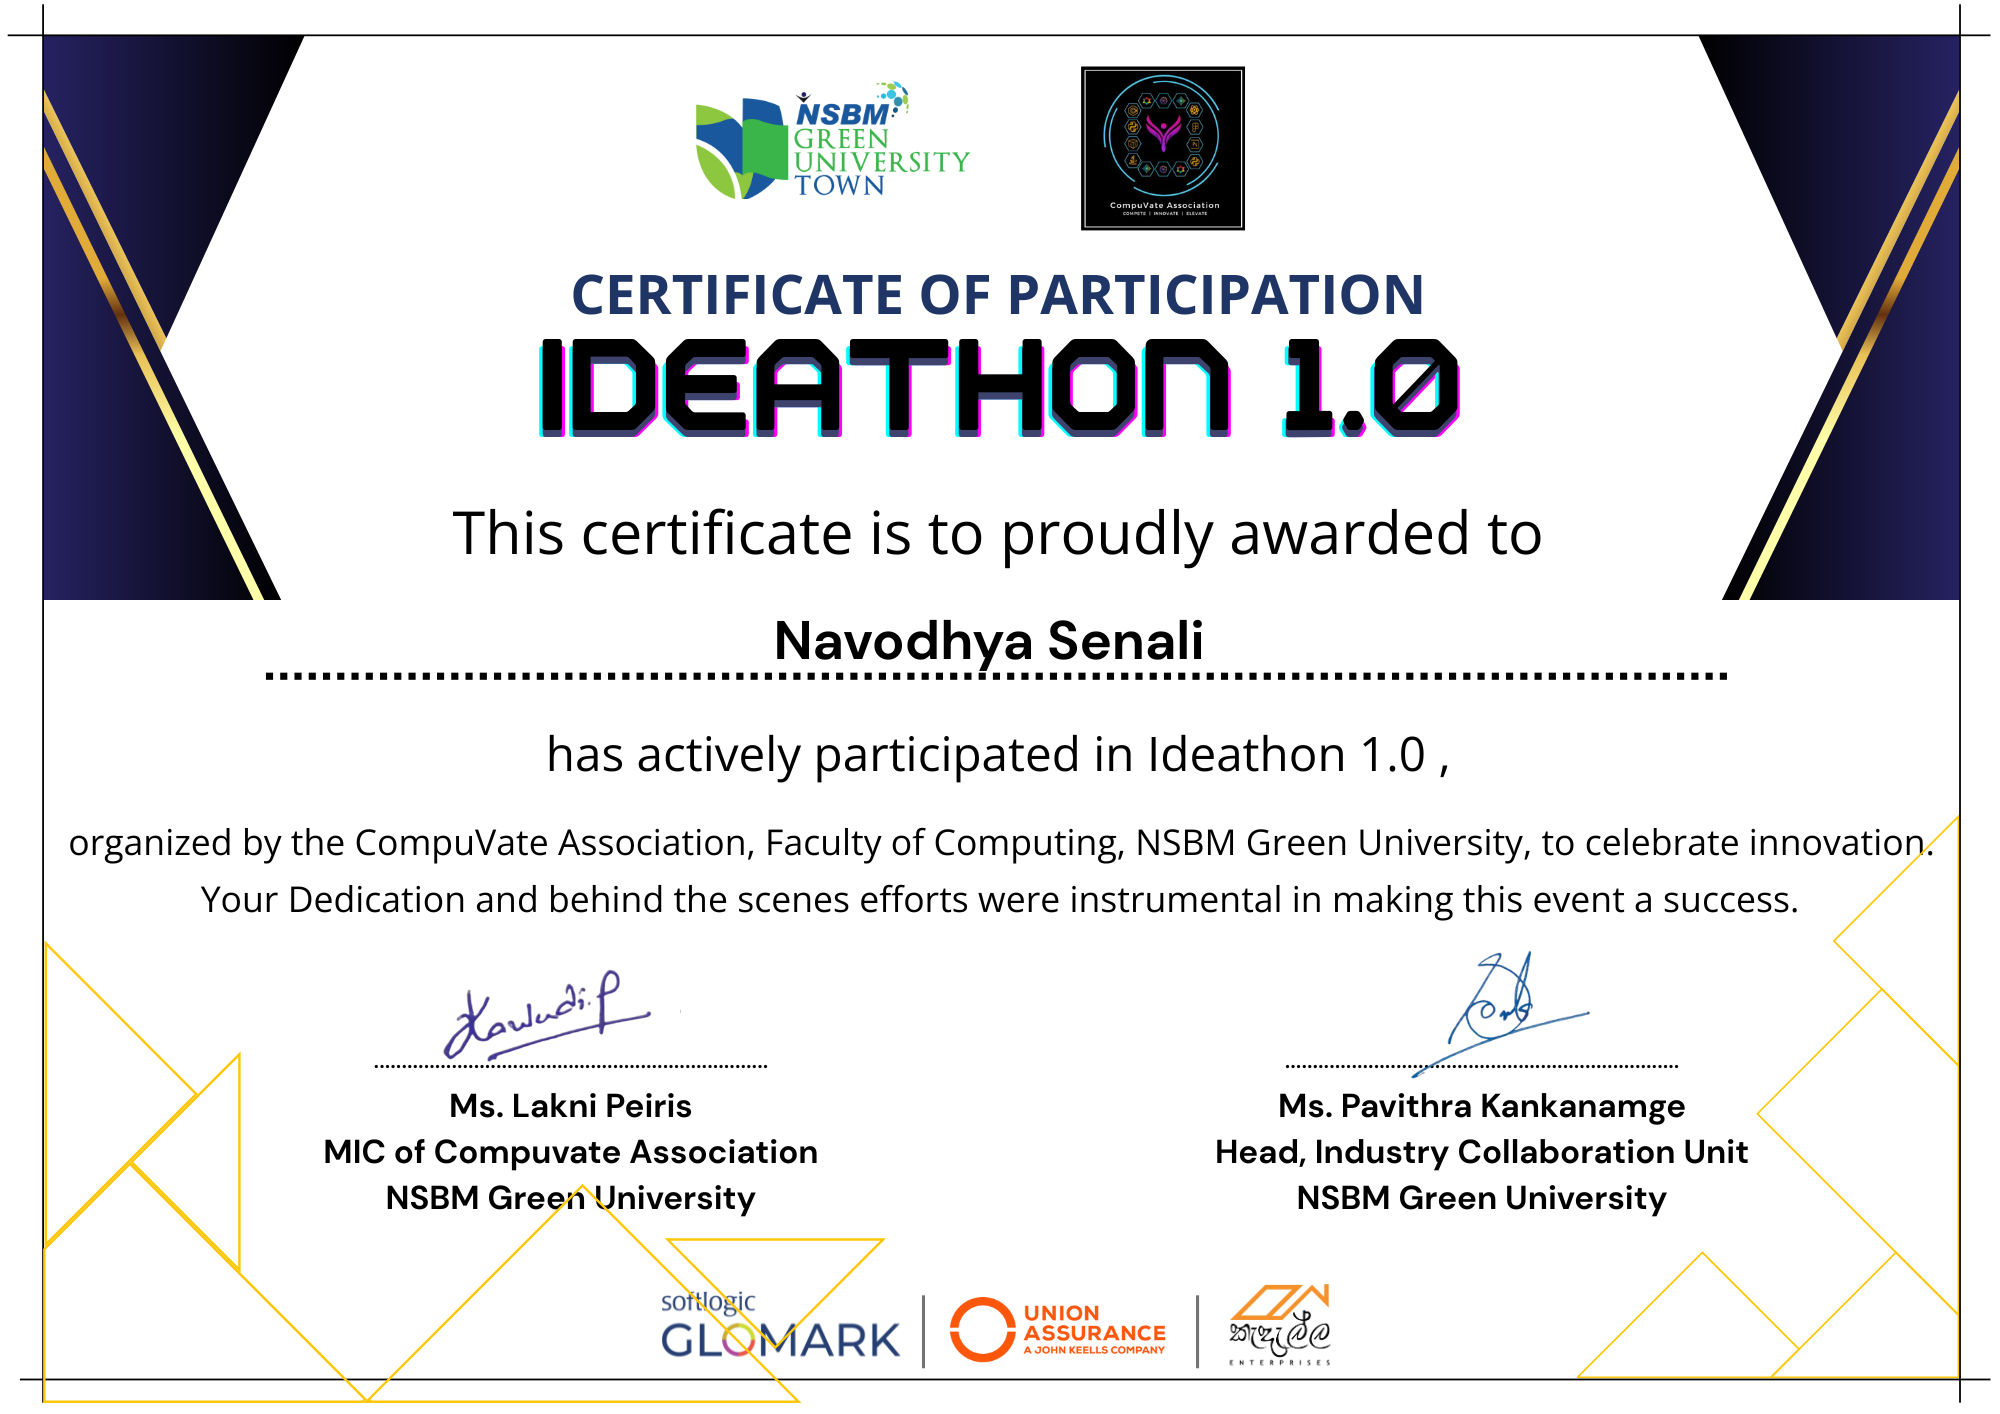 NSBM
GREEN
UNIVERSITY
TOWN
CompuVate Association
COMPETE | INNOVATE | ELEVATE
CERTIFICATE OF PARTICIPATION
IDEATHON 1.0
This certificate is to proudly awarded to
Navodhya Senali
has actively participated in Ideathon 1.0 ,
organized by the CompuVate Association, Faculty of Computing, NSBM Green University, to celebrate innovation.
Your Dedication and behind the scenes efforts were instrumental in making this event a success.
Ms. Lakni Peiris
MIC of Compuvate Association
NSBM Green University
Ms. Pavithra Kankanamge
Head, Industry Collaboration Unit
NSBM Green University
softlogic
GLOMARK
UNION
ASSURANCE
A JOHN KEELLS COMPANY
කැදැල්ල
ENTERPRISES